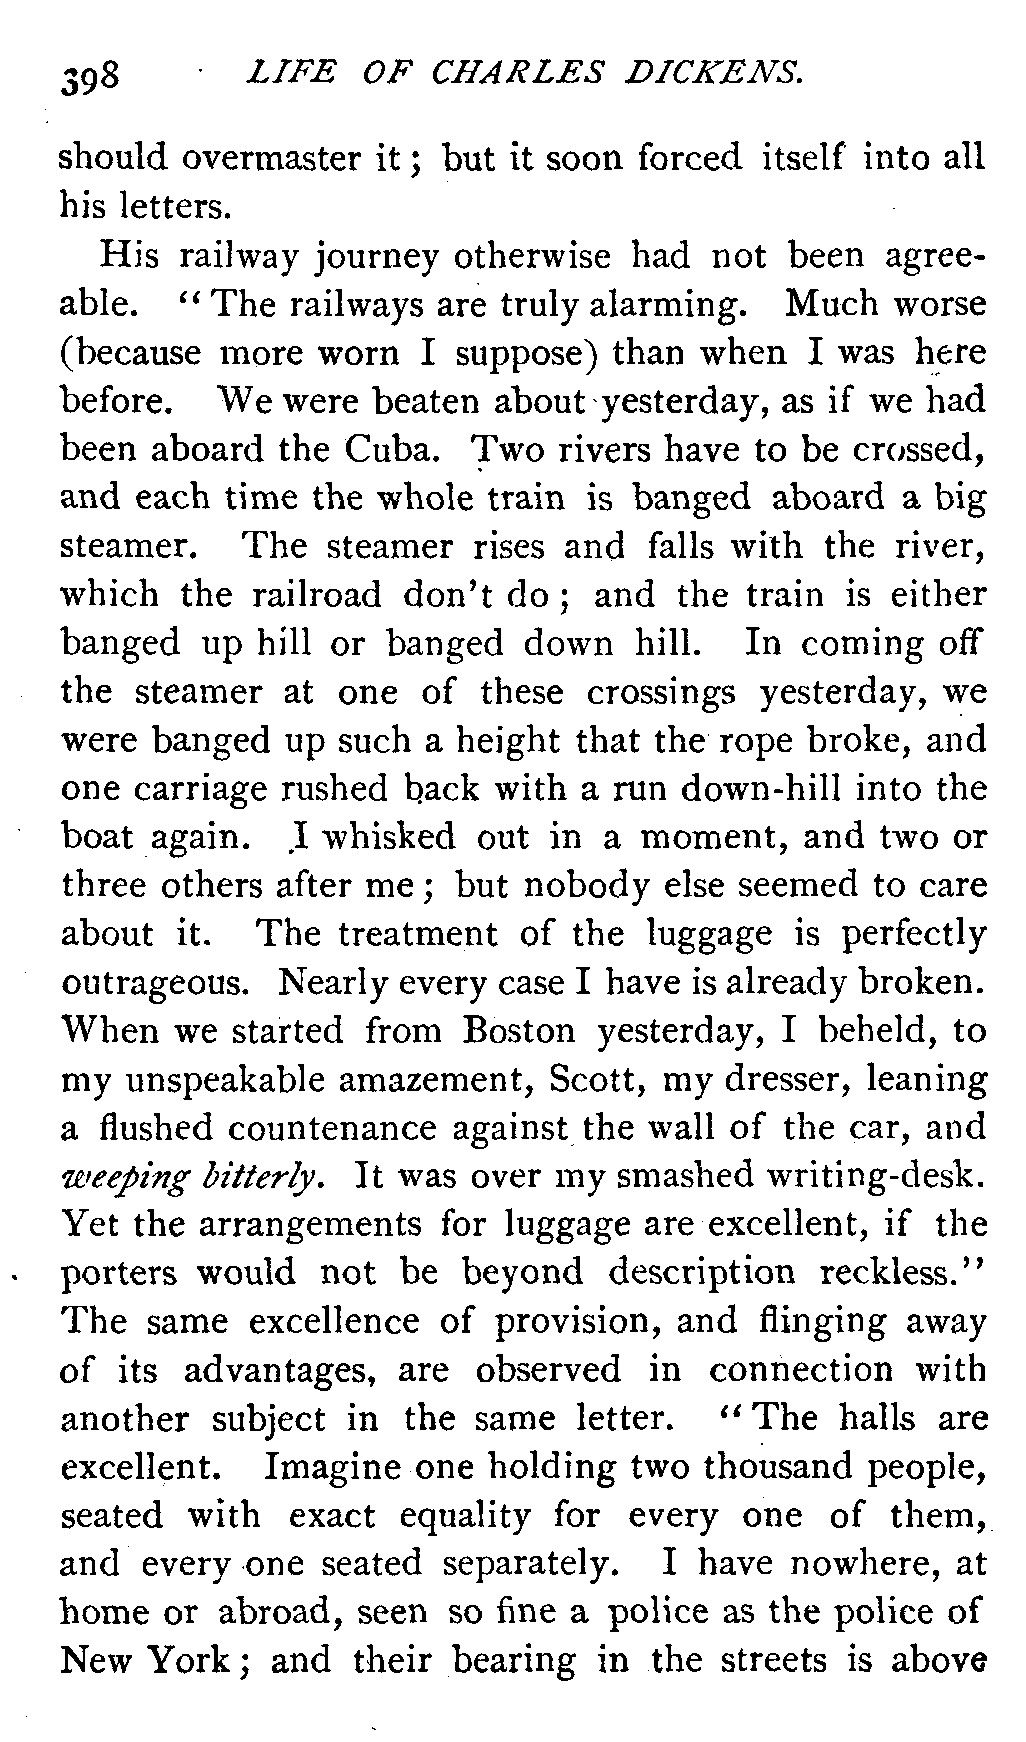 398 LIFE OF CHARLES DICKENS.
should overmaster it; but it soon forced itself into all
his letters.
His railway journey otherwise had not been agree-
able. "The railways are truly alarming. Much worse
(because more worn I suppose) than when I was here
before. We were beaten about yesterday, as if we had
been aboard the Cuba. Two rivers have to be crossed,
and each time the whole train is banged aboard a big
steamer. The steamer rises and falls with the river,
which the railroad don't do; and the train is either
banged up hill or banged down hill. In coming off
the steamer at one of these crossings yesterday, we
were banged up such a height that the rope broke, and
one carriage rushed back with a run down-hill into the
boat again. I whisked out in a moment, and two or
three others after me; but nobody else seemed to care
about it. The treatment of the luggage is perfectly
outrageous. Nearly every case I have is already broken.
When we started from Boston yesterday, I beheld, to
my unspeakable amazement, Scott, my dresser, leaning
a flushed countenance against the wall of the car, and
weeping bitterly. It was over my smashed writing-desk.
Yet the arrangements for luggage are excellent, if the
porters would not be beyond description reckless."
The same excellence of provision, and flinging away
of its advantages, are observed in connection with
another subject in the same letter. "The halls are
excellent. Imagine one holding two thousand people,
seated with exact equality for every one of them,
and every one seated separately. I have nowhere, at
home or abroad, seen so fine a police as the police of
New York; and their bearing in the streets is above